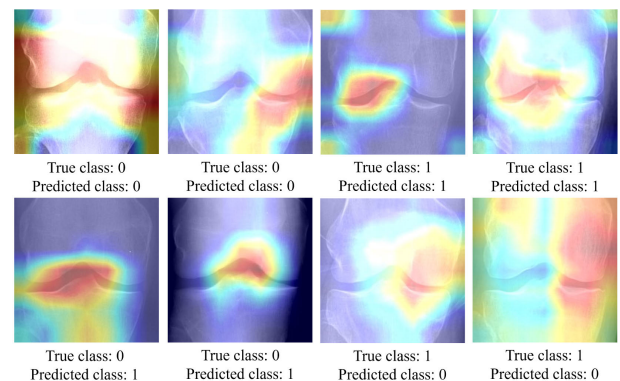 True class: 0 True class: 0 True class: 1 True class: 1
Predicted class: 0 Predicted class: 0 Predicted class: 1 Predicted class: 1
True class: 0 True class: 0 True class: 1 True class: 1
Predicted class: 1 Predicted class: 1 Predicted class: 0 Predicted class: 0